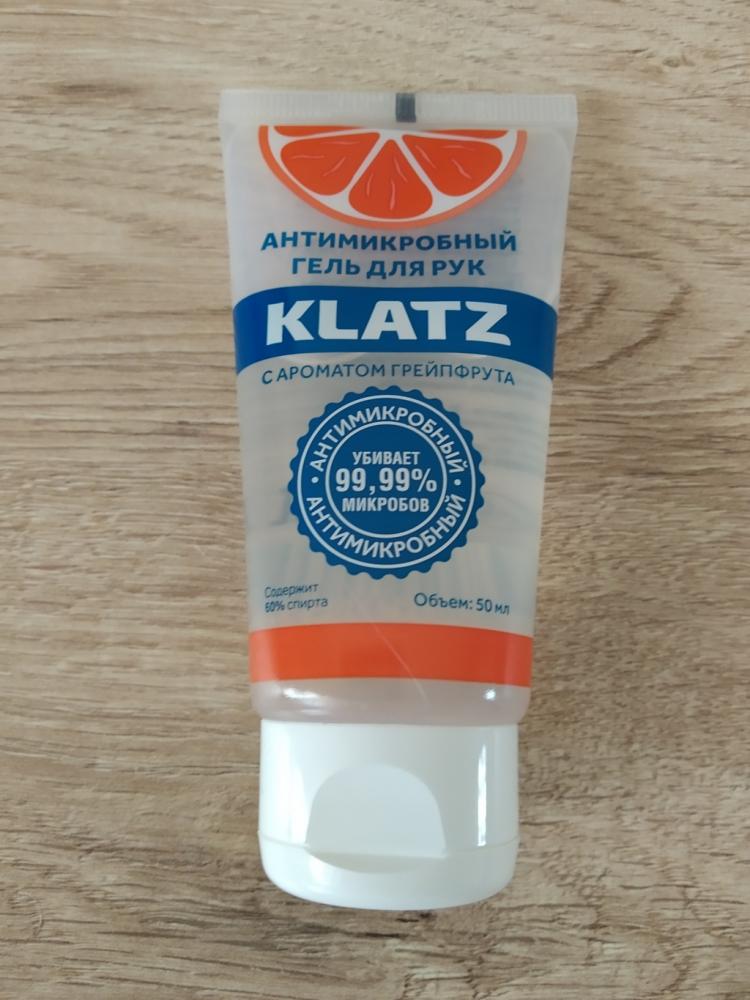 АНТИМИКРОБНЫЙ
ГЕЛЬ ДЛЯ РУК
KLATZ
С АРОМАТОМ ГРЕЙПФРУТА
АНТИМИКРОБНЫЙ
УБИВАЕТ
99,99%
МИКРОБОВ
АНТИМИКРОБНЫЙ
Содержит
60% спирта
Объем: 50 мл